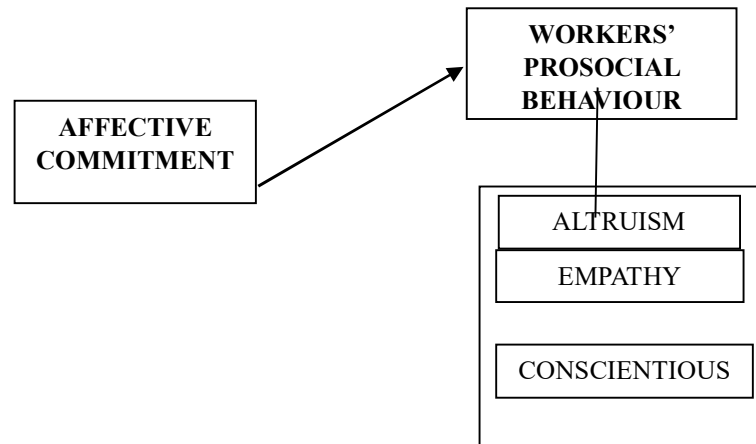 WORKERS’
PROSOCIAL
BEHAVIOUR
AFFECTIVE
COMMITMENT
ALTRUISM
EMPATHY
CONSCIENTIOUS